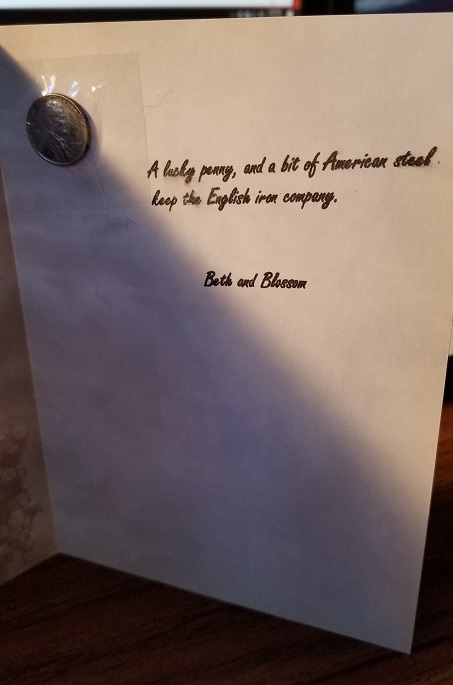 A lucky penny, and a bit of American steel.
keep the English iron company.
Beth and Blossom